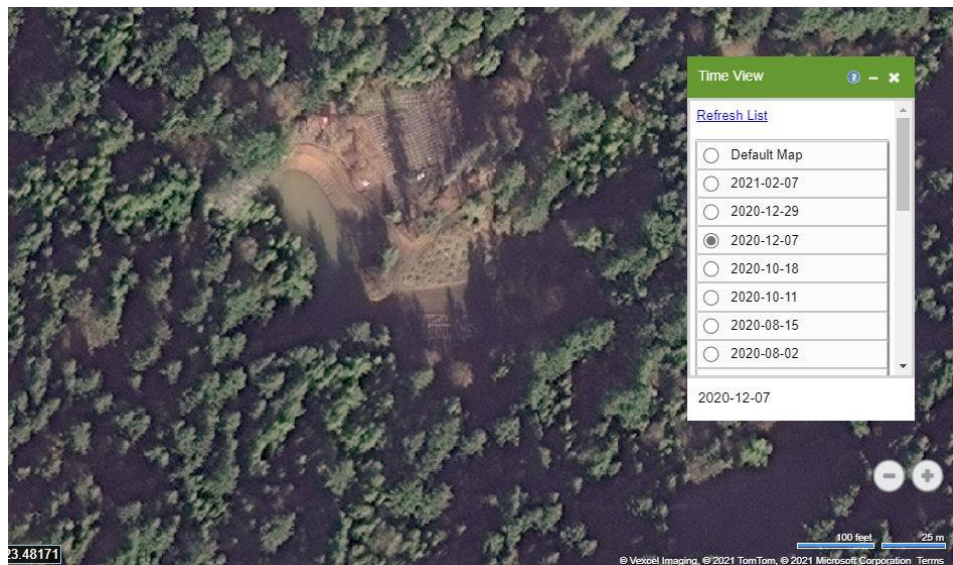 Time View
Refresh List
Default Map
2021-02-07
2020-12-29
2020-12-07
2020-10-18
2020-10-11
2020-08-15
2020-08-02
2020-12-07
23.48171
100 feet 25 m
© Vexcel Imaging, © 2021 TomTom, © 2021 Microsoft Corporation Terms